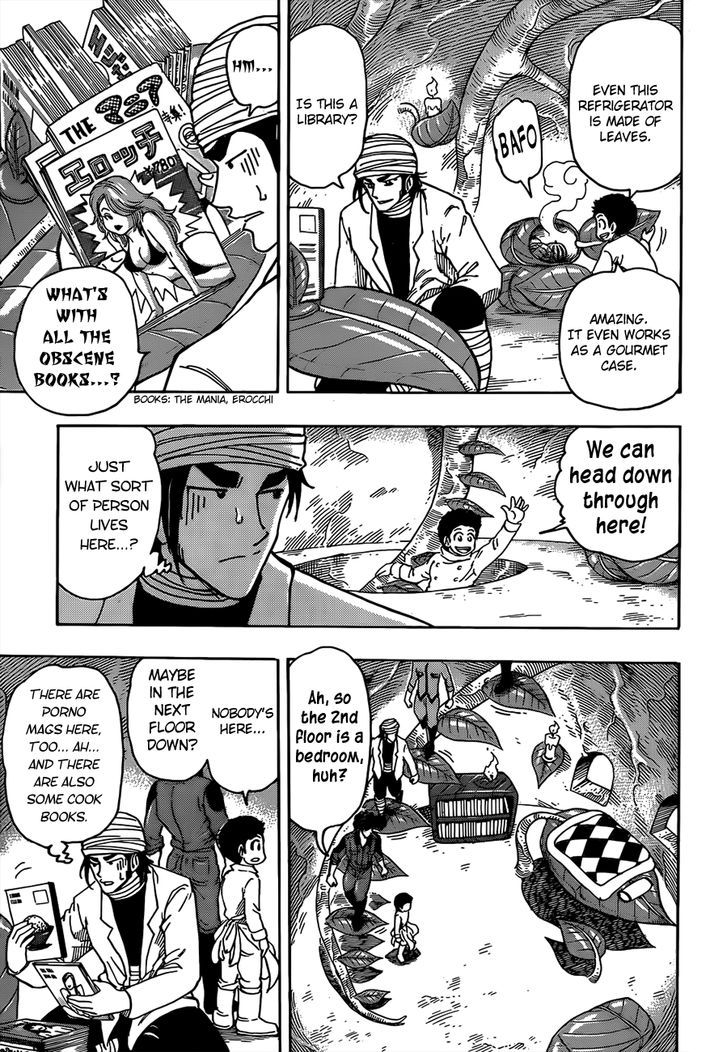 EVEN THIS
REFRIGERATOR
IS MADE OF
LEAVES.
BAFO
AMAZING.
IT EVEN WORKS
AS A GOURMET
CASE.
IS THIS A
LIBRARY?
HM...
THE マニア
エロッチ
WHAT'S
WITH
ALL THE
OBSCENE
BOOKS...?
BOOKS: THE MANIA, EROCCHI
We can
head down
through
here!
JUST
WHAT SORT
OF PERSON
LIVES
HERE...?
Ah, so
the 2nd
floor is a
bedroom,
huh?
NOBODY'S
HERE...
MAYBE
IN THE
NEXT
FLOOR
DOWN?
THERE ARE
PORNO
MAGS HERE,
TOO... AH...
AND THERE
ARE ALSO
SOME COOK
BOOKS.